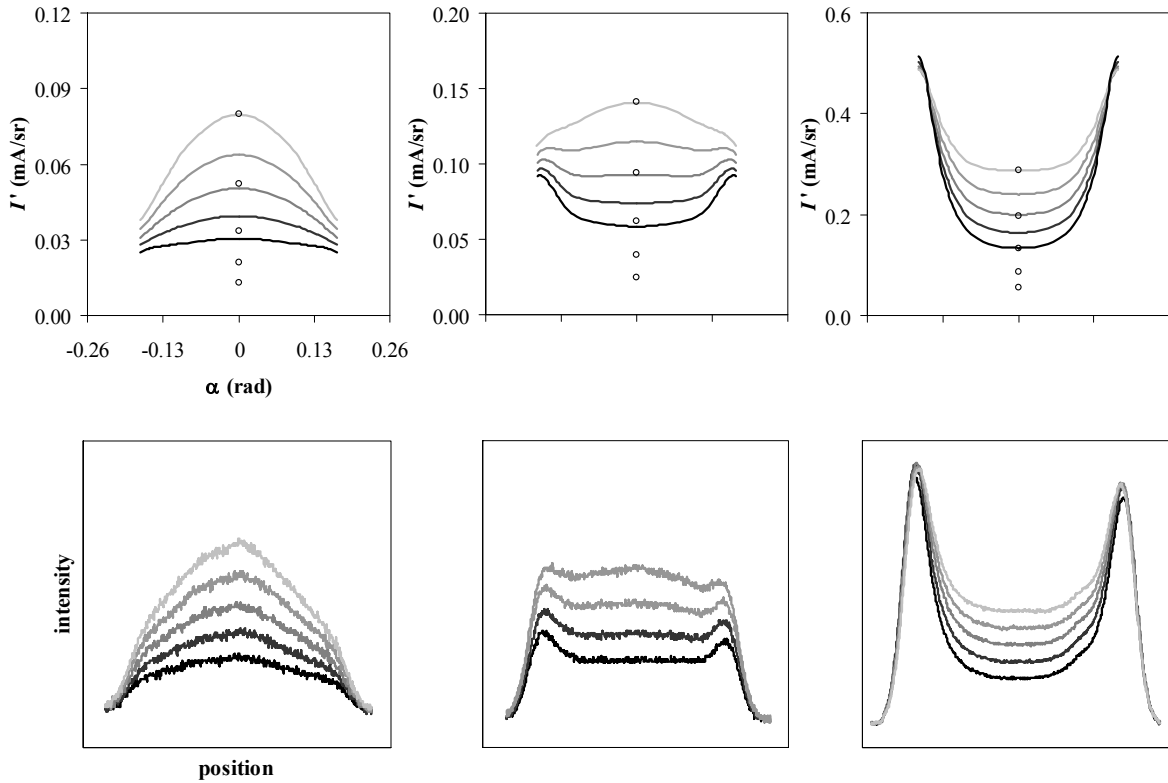 0.12
0.09
0.06
0.03
0.00
I' (mA/sr)
-0.26 -0.13 0 0.13 0.26
α (rad)
0.20
0.15
0.10
0.05
0.00
I' (mA/sr)
0.6
0.4
0.2
0.0
I' (mA/sr)
intensity
position